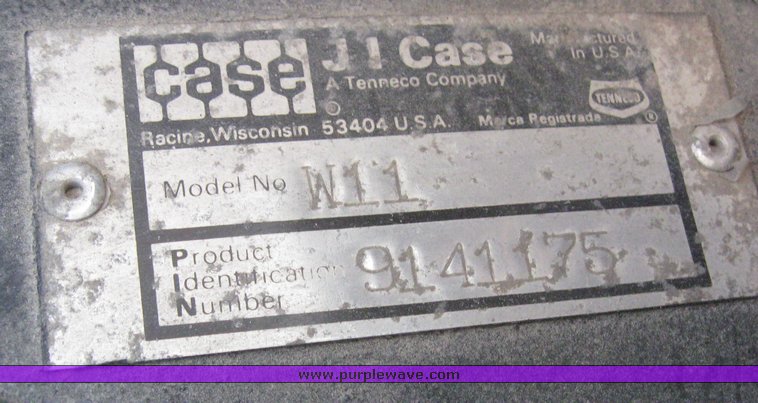 case
J I Case
A Tenneco Company
Manufactured
In U.S.A.
TENNECO
Racine, Wisconsin 53404 U.S.A.
Marca Registrada ®
Model No W11
Product
Identification
Number
9141175
www.purplewave.com